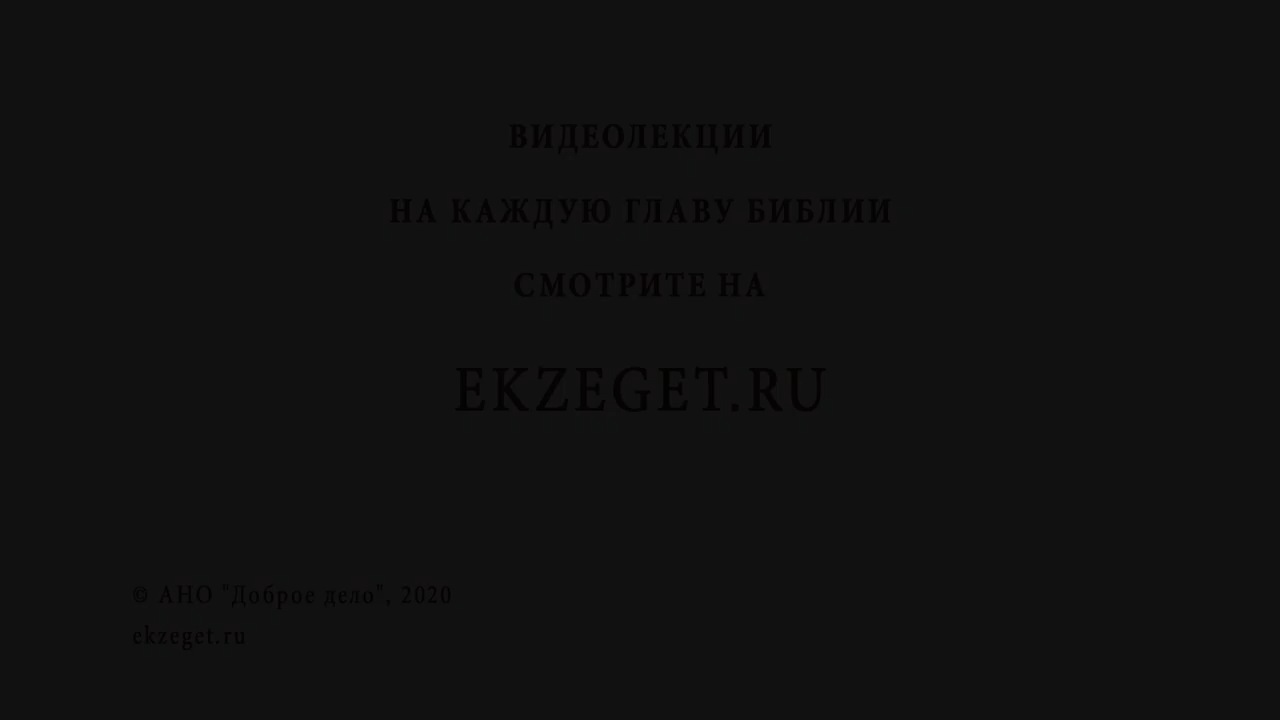 ВИДЕОЛЕКЦИИ
НА КАЖДУЮ ГЛАВУ БИБЛИИ
СМОТРИТЕ НА
EKZEGET.RU
© АНО "Доброе дело", 2020
ekzeget.ru